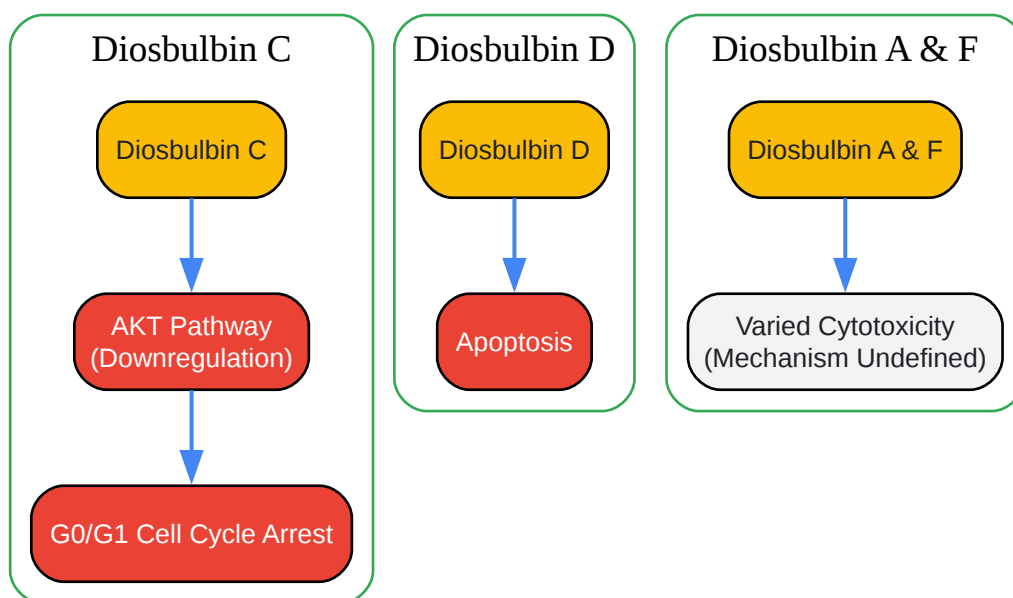 Diosbulbin C
Diosbulbin C
AKT Pathway
(Downregulation)
G0/G1 Cell Cycle Arrest
Diosbulbin D
Diosbulbin D
Apoptosis
Diosbulbin A & F
Diosbulbin A & F
Varied Cytotoxicity
(Mechanism Undefined)